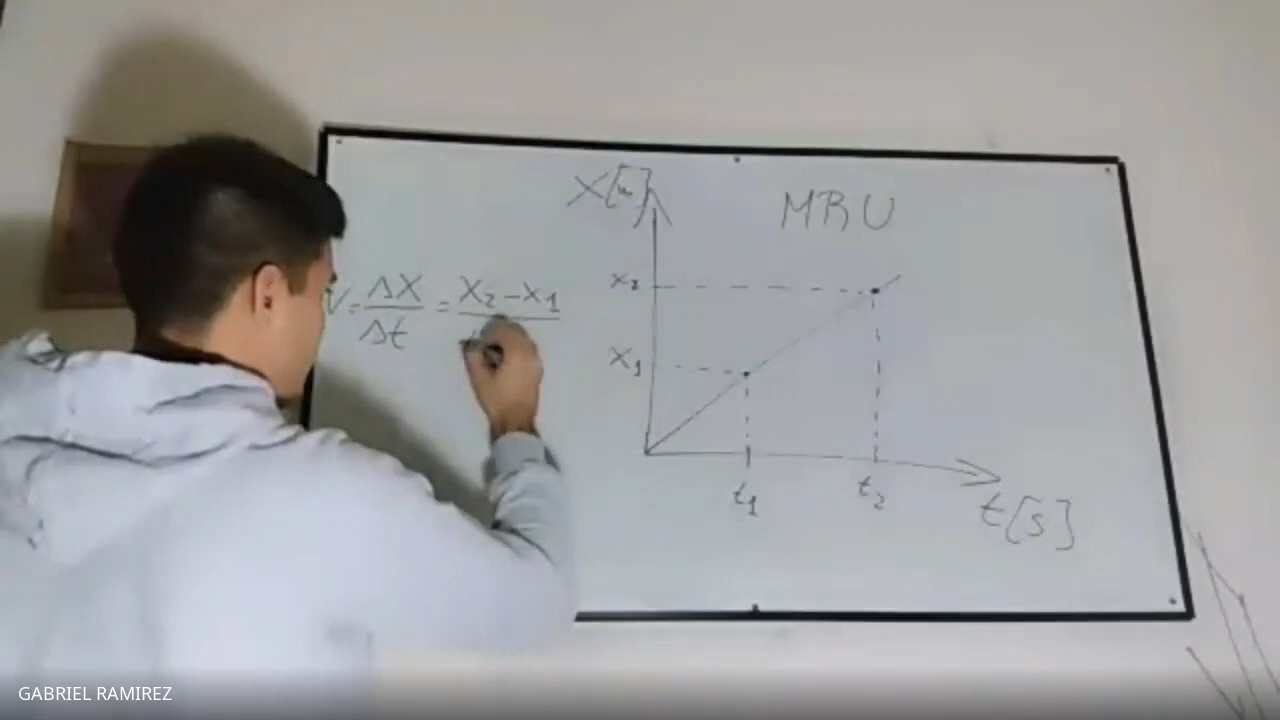 X[m]
MRU
V = ΔX/Δt = X₂-X₁
X₂
X₁
t₁
t₂
t[s]
GABRIEL RAMIREZ